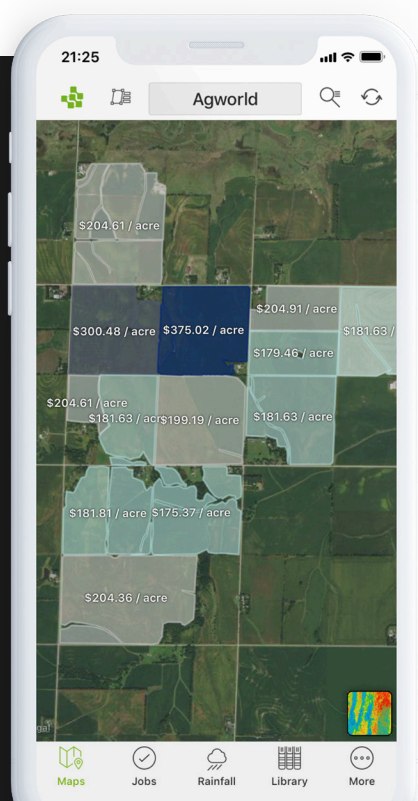 21:25
Agworld
$204.61 / acre
$204.91 / acre
$300.48 / acre
$375.02 / acre
$181.63 /
$179.46 / acre
$204.61 / acre
$181.63 / acr
$199.19 / acre
$181.63 / acre
$181.81 / acre
$175.37 / acre
$204.36 / acre
Maps
Jobs
Rainfall
Library
More